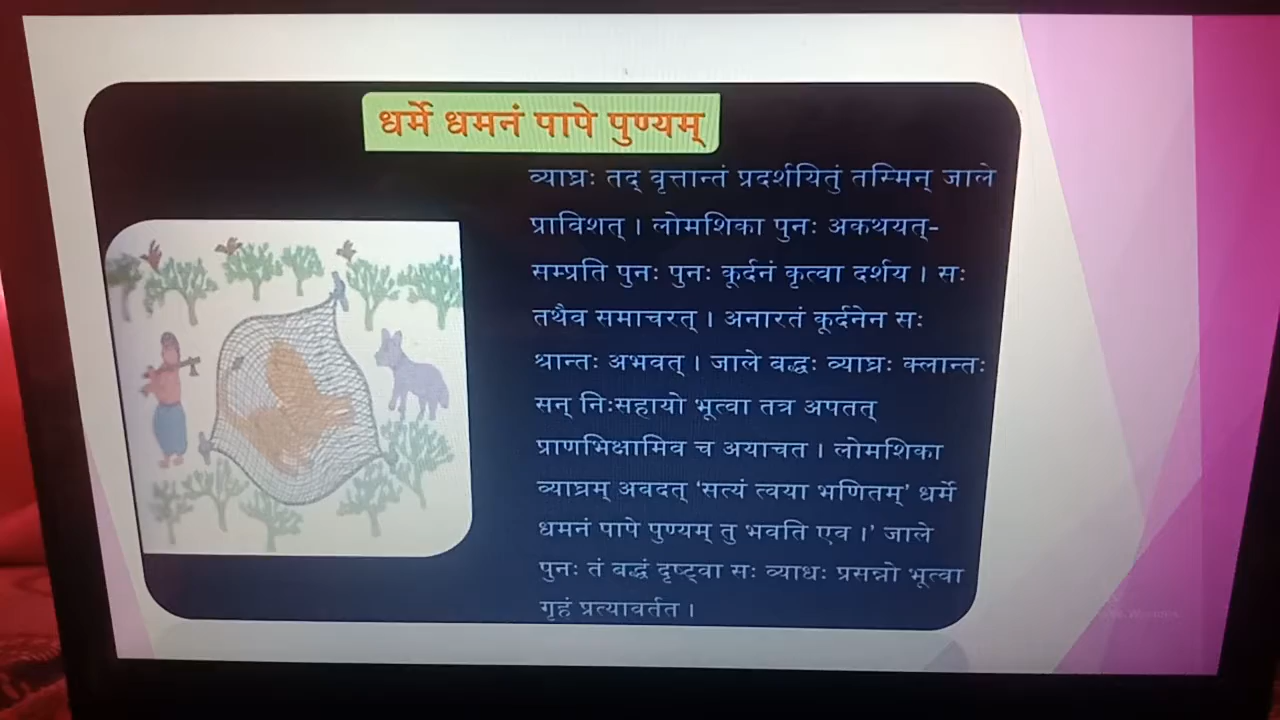 धर्मे धमनं पापे पुण्यम्
व्याघ्रः तद् वृत्तान्तं प्रदर्शयितुं तस्मिन् जाले
प्राविशत् । लोमशिका पुनः अकथयत्-
सम्प्रति पुनः पुनः कूर्दनं कृत्वा दर्शय । सः
तथैव समाचरत् । अनारतं कूर्दनेन सः
श्रान्तः अभवत् । जाले बद्धः व्याघ्रः क्लान्तः
सन् निःसहायो भूत्वा तत्र अपतत्
प्राणभिक्षामिव च अयाचत । लोमशिका
व्याघ्रम् अवदत् 'सत्यं त्वया भणितम्' धर्मे
धमनं पापे पुण्यम् तु भवति एव ।' जाले
पुनः तं बद्धं दृष्ट्वा सः व्याधः प्रसन्नो भूत्वा
गृहं प्रत्यावर्तत ।